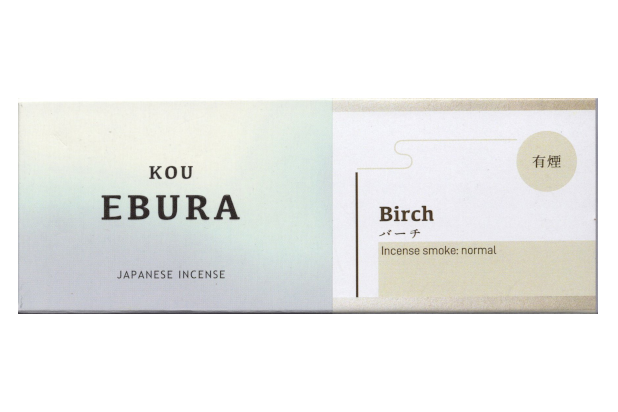 KOU
EBURA
JAPANESE INCENSE
有煙
Birch
バーチ
Incense smoke: normal